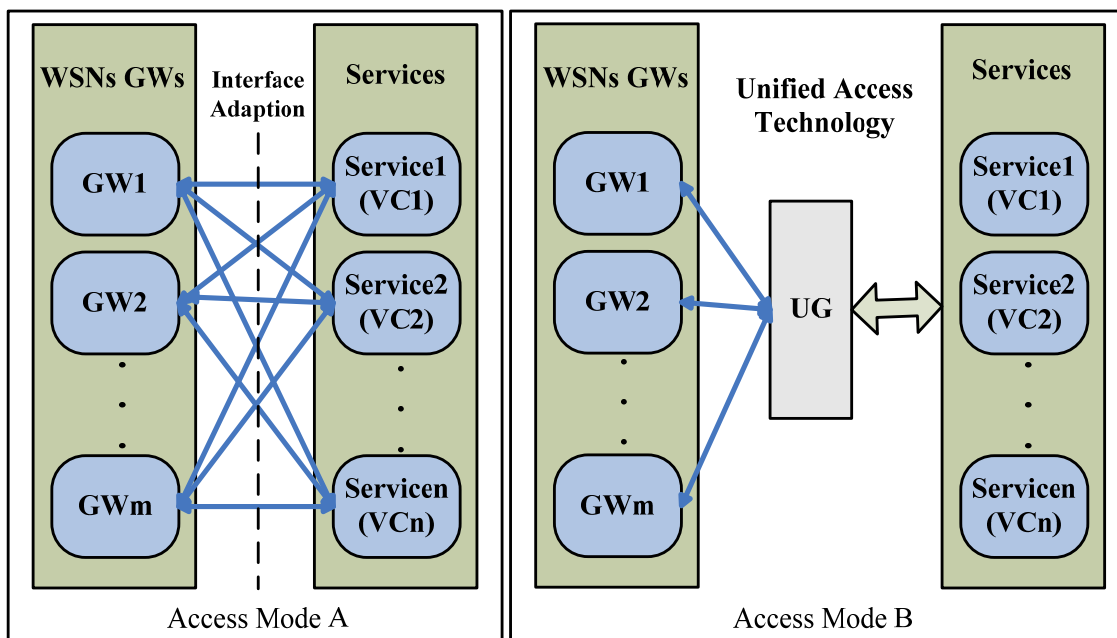 WSNs GWs
Interface
Adaption
Services
GW1
Service1
(VC1)
GW2
Service2
(VC2)
GWm
Servicen
(VCn)
Access Mode A
WSNs GWs
Unified Access
Technology
Services
GW1
Service1
(VC1)
GW2
UG
Service2
(VC2)
GWm
Servicen
(VCn)
Access Mode B